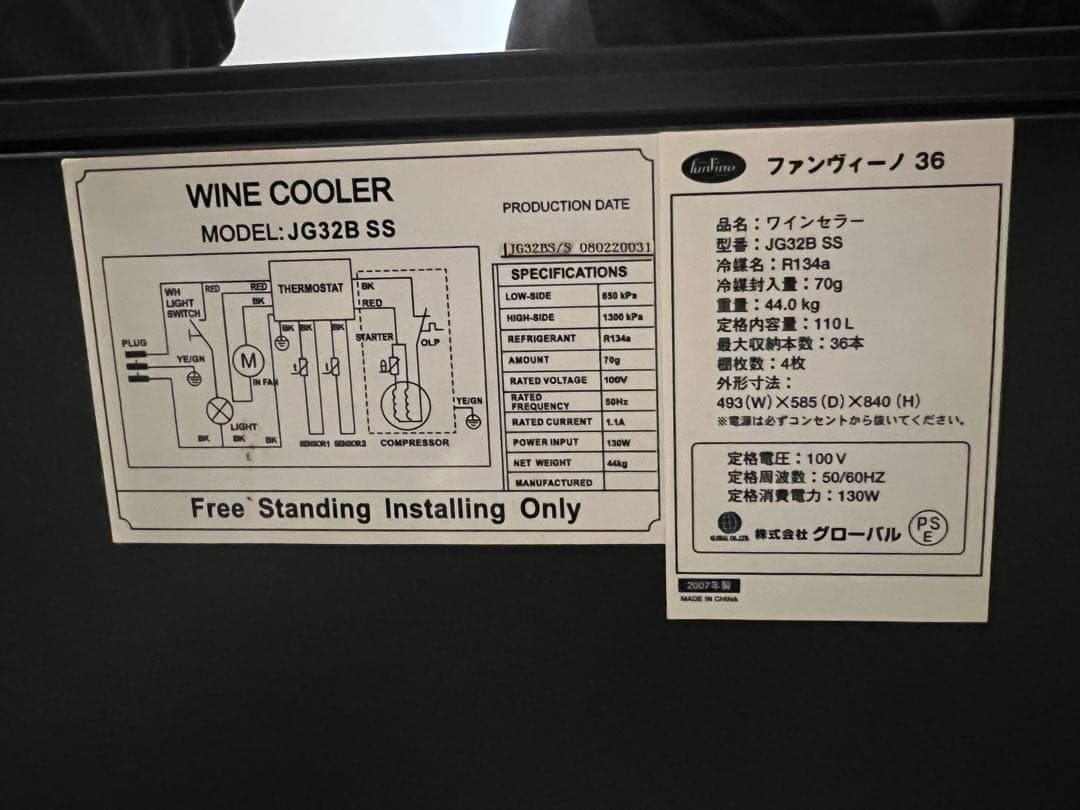 WINE COOLER
MODEL: JG32B SS
PRODUCTION DATE
JG32BS/S 080220031
WH
LIGHT
SWITCH
RED
RED
BK
THERMOSTAT
BK
RED
PLUG
YE/GN
M
IN FAN
BK
BK
BK
STARTER
OLP
θ
t
t
YE/GN
LIGHT
BK
BK
BK
SENSOR1
SENSOR2
COMPRESSOR
SPECIFICATIONS
LOW-SIDE 650 kPa
HIGH-SIDE 1300 kPa
REFRIGERANT R134a
AMOUNT 70g
RATED VOLTAGE 100V
RATED FREQUENCY 50Hz
RATED CURRENT 1.1A
POWER INPUT 130W
NET WEIGHT 44kg
MANUFACTURED
Free Standing Installing Only
funVino ファンヴィーノ 36
品名：ワインセラー
型番：JG32B SS
冷媒名：R134a
冷媒封入量：70g
重量：44.0 kg
定格内容量：110 L
最大収納本数：36本
棚枚数：4枚
外形寸法：
493 (W) ×585 (D) ×840 (H)
※電源は必ずコンセントから抜いてください。
定格電圧：100 V
定格周波数：50/60HZ
定格消費電力：130W
GLOBAL CO.,LTD. 株式会社 グローバル
PS
E
2007年製
MADE IN CHINA